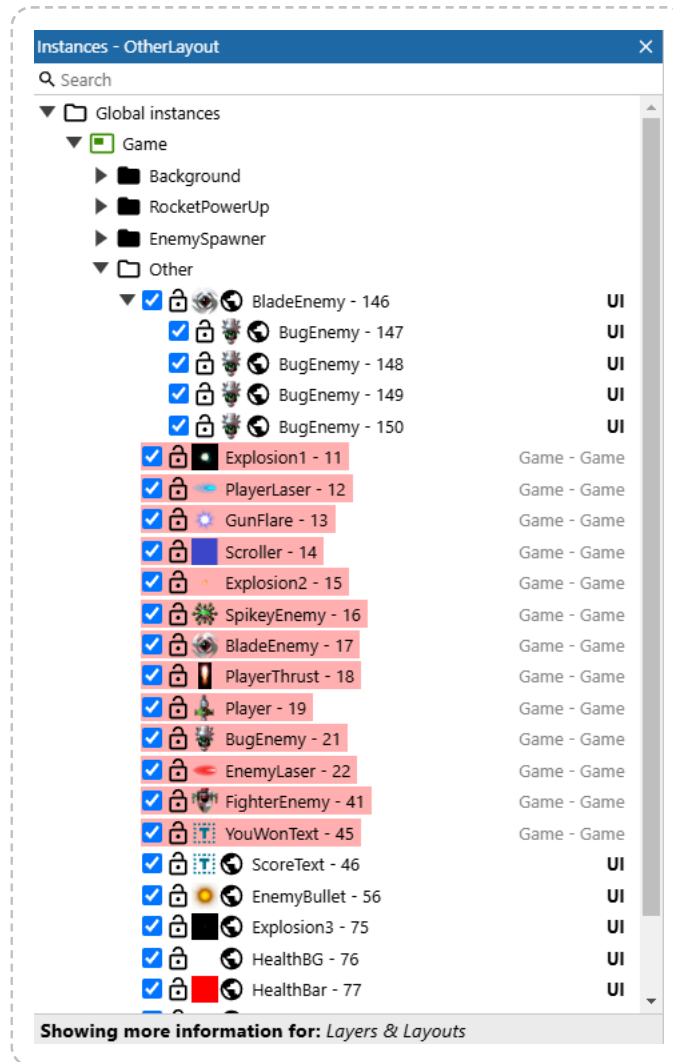 Instances - OtherLayout
Search
Global instances
Game
Background
RocketPowerUp
EnemySpawner
Other
BladeEnemy - 146 UI
BugEnemy - 147 UI
BugEnemy - 148 UI
BugEnemy - 149 UI
BugEnemy - 150 UI
Explosion1 - 11 Game - Game
PlayerLaser - 12 Game - Game
GunFlare - 13 Game - Game
Scroller - 14 Game - Game
Explosion2 - 15 Game - Game
SpikeyEnemy - 16 Game - Game
BladeEnemy - 17 Game - Game
PlayerThrust - 18 Game - Game
Player - 19 Game - Game
BugEnemy - 21 Game - Game
EnemyLaser - 22 Game - Game
FighterEnemy - 41 Game - Game
YouWonText - 45 Game - Game
ScoreText - 46 UI
EnemyBullet - 56 UI
Explosion3 - 75 UI
HealthBG - 76 UI
HealthBar - 77 UI
Showing more information for: Layers & Layouts